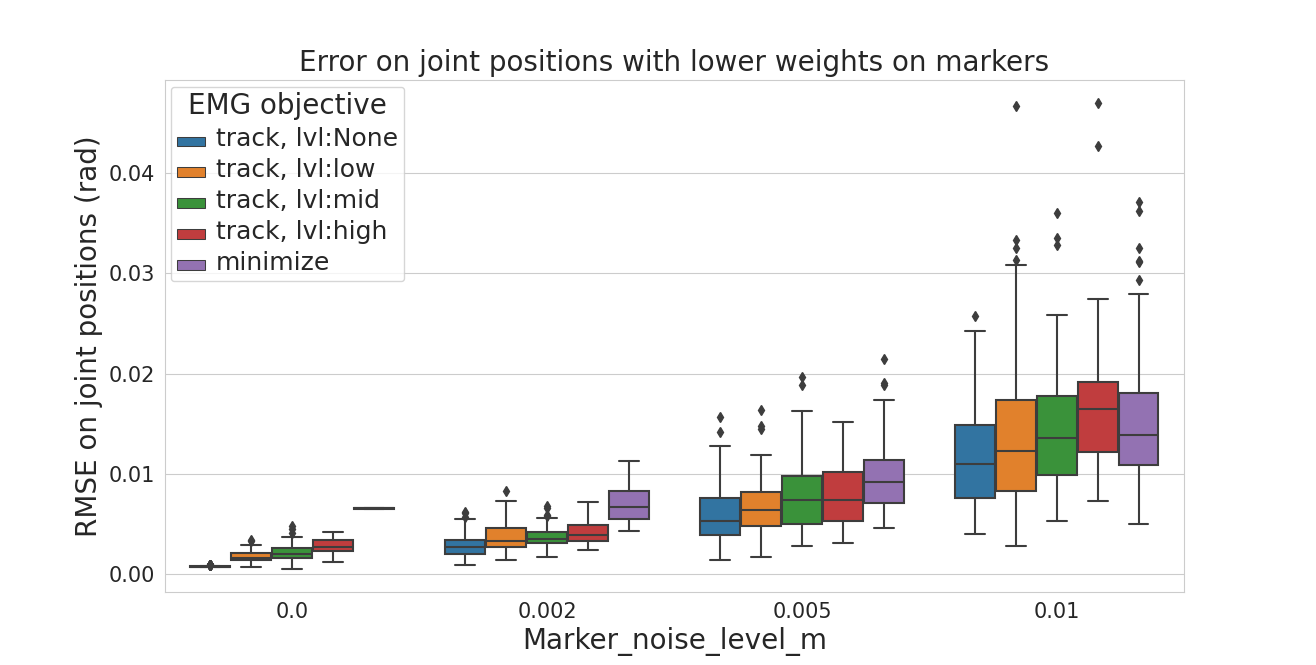 Error on joint positions with lower weights on markers
EMG objective
track, lvl:None
track, lvl:low
track, lvl:mid
track, lvl:high
minimize
RMSE on joint positions (rad)
0.04
0.03
0.02
0.01
0.00
0.0 0.002 0.005 0.01
Marker_noise_level_m